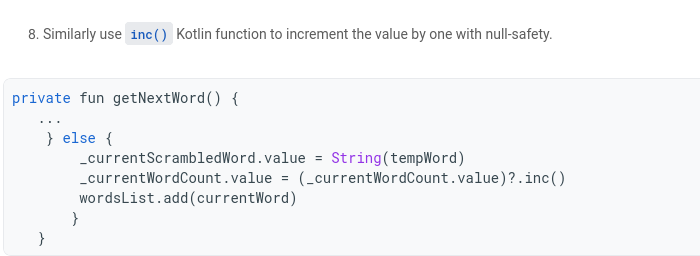 8. Similarly use inc() Kotlin function to increment the value by one with null-safety.
private fun getNextWord() {
...
} else {
_currentScrambledWord.value = String(tempWord)
_currentWordCount.value = (_currentWordCount.value)?.inc()
wordsList.add(currentWord)
}
}